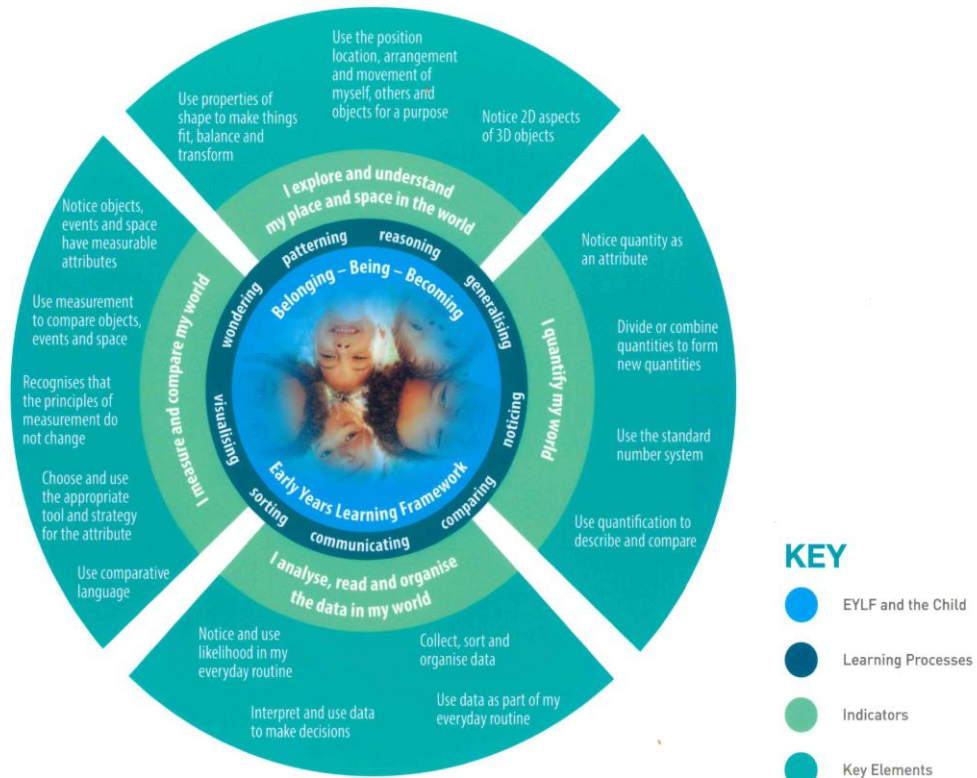 Use the position
location, arrangement
and movement of
myself, others and
objects for a purpose
Use properties of
shape to make things
fit, balance and
transform
Notice 2D aspects
of 3D objects
I explore and understand
my place and space in the world
Notice objects,
events and space
have measurable
attributes
Use measurement
to compare objects,
events and space
Recognises that
the principles of
measurement do
not change
Choose and use
the appropriate
tool and strategy
for the attribute
Use comparative
language
I measure and compare my world
wondering
patterning
reasoning
generalising
noticing
comparing
communicating
sorting
visualising
Belonging – Being – Becoming
Early Years Learning Framework
I quantify my world
Notice quantity as
an attribute
Divide or combine
quantities to form
new quantities
Use the standard
number system
Use quantification to
describe and compare
I analyse, read and organise
the data in my world
Notice and use
likelihood in my
everyday routine
Collect, sort and
organise data
Interpret and use data
to make decisions
Use data as part of my
everyday routine
KEY
EYLF and the Child
Learning Processes
Indicators
Key Elements